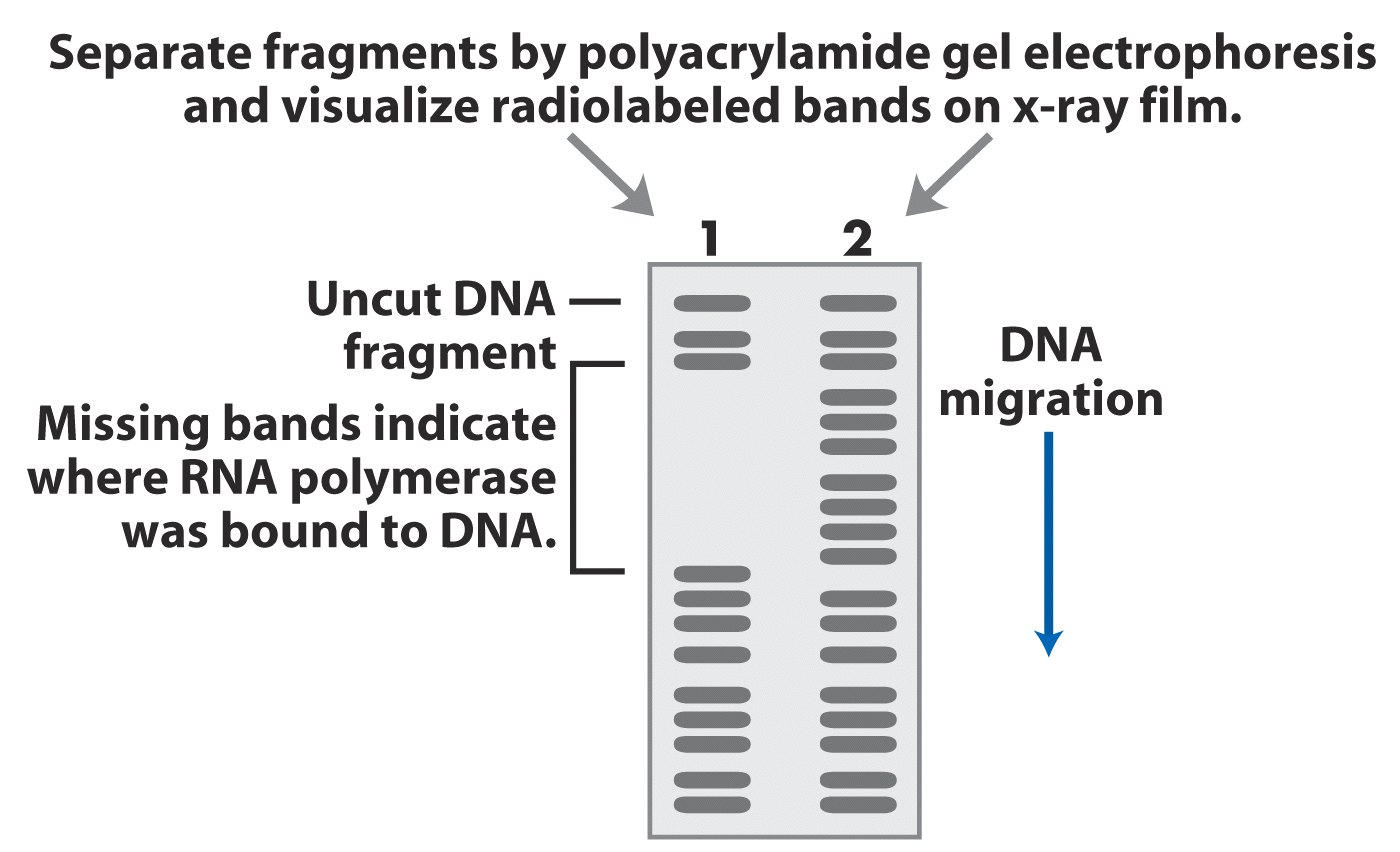 Separate fragments by polyacrylamide gel electrophoresis
and visualize radiolabeled bands on x-ray film.
1
2
Uncut DNA
fragment
Missing bands indicate
where RNA polymerase
was bound to DNA.
DNA
migration